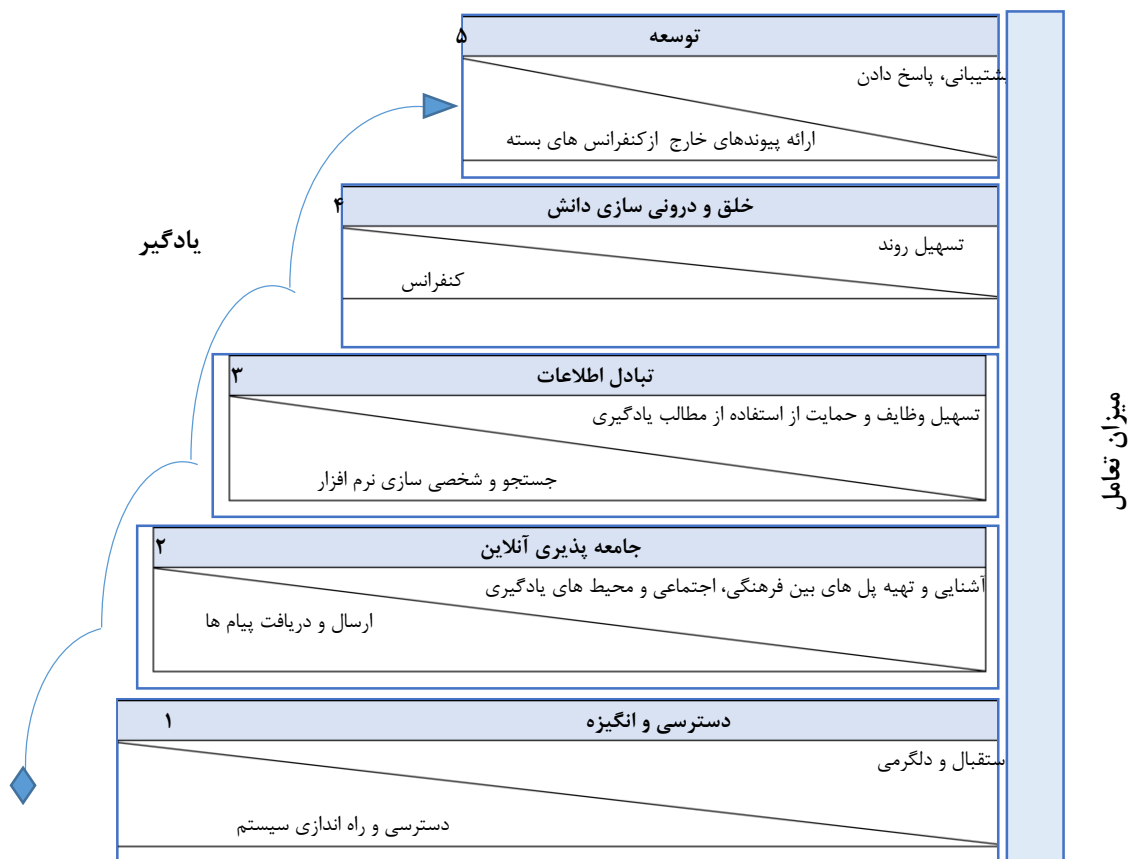 توسعه ۵
پشتیبانی، پاسخ دادن
ارائه پیوندهای خارج ازکنفرانس های بسته
خلق و درونی سازی دانش ۴
تسهیل روند
کنفرانس
یادگیر
تبادل اطلاعات ۳
تسهیل وظایف و حمایت از استفاده از مطالب یادگیری
جستجو و شخصی سازی نرم افزار
میزان تعامل
جامعه پذیری آنلاین ۲
آشنایی و تهیه پل های بین فرهنگی، اجتماعی و محیط های یادگیری
ارسال و دریافت پیام ها
دسترسی و انگیزه ۱
ستقبال و دلگرمی
دسترسی و راه اندازی سیستم